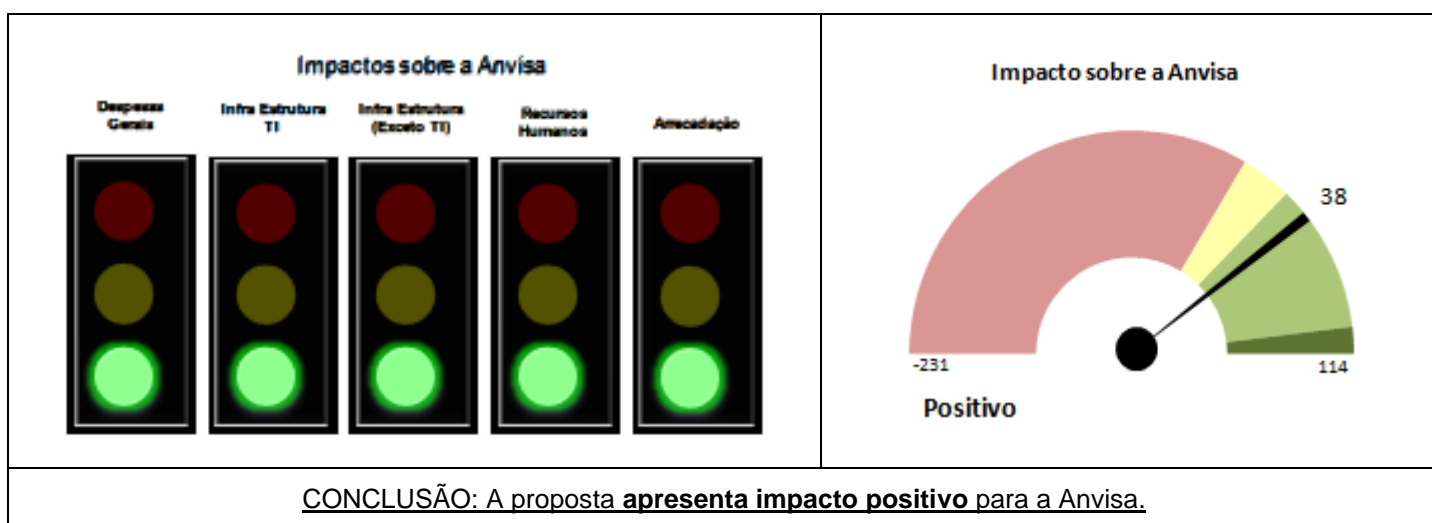 Impactos sobre a Anvisa
Despesas
Gerais
Infra Estrutura
TI
Infra Estrutura
(Exceto TI)
Recursos
Humanos
Arrecadação
Impacto sobre a Anvisa
38
-231
114
Positivo
CONCLUSÃO: A proposta apresenta impacto positivo para a Anvisa.